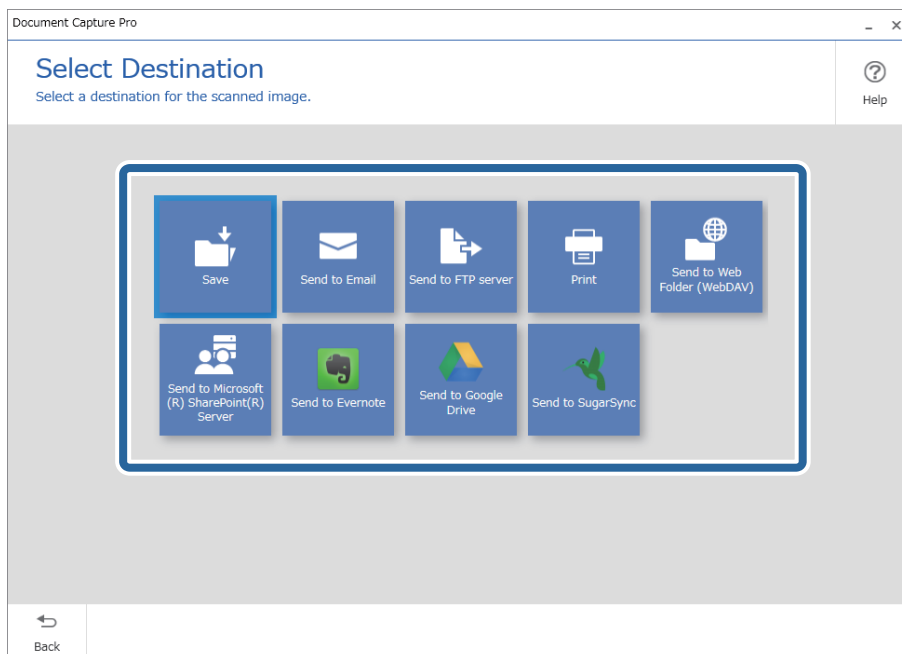 Document Capture Pro
Select Destination
Select a destination for the scanned image.
Help
Save
Send to Email
Send to FTP server
Print
Send to Web
Folder (WebDAV)
Send to Microsoft
(R) SharePoint(R)
Server
Send to Evernote
Send to Google
Drive
Send to SugarSync
Back